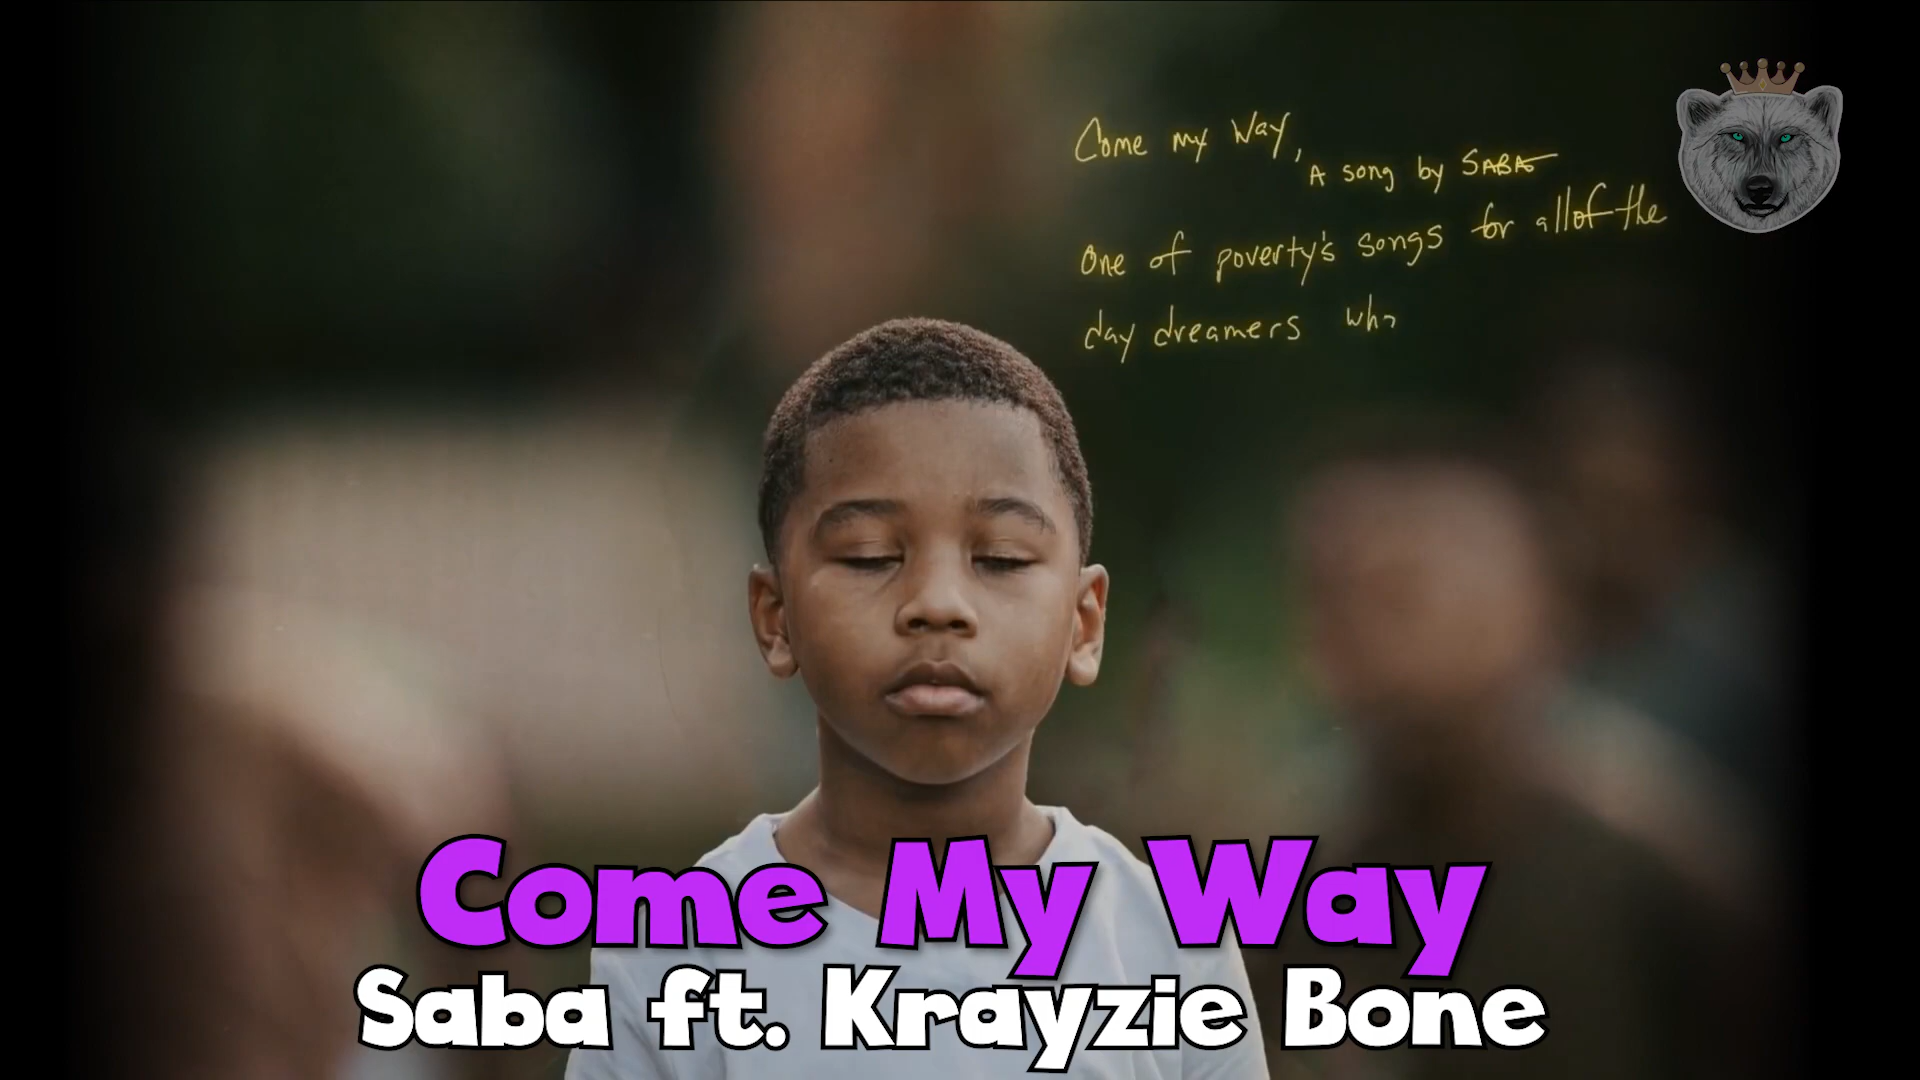 Come my Way,
A song by SABA
One of poverty's songs for all of the
day dreamers
Come My Way
Saba ft. Krayzie Bone